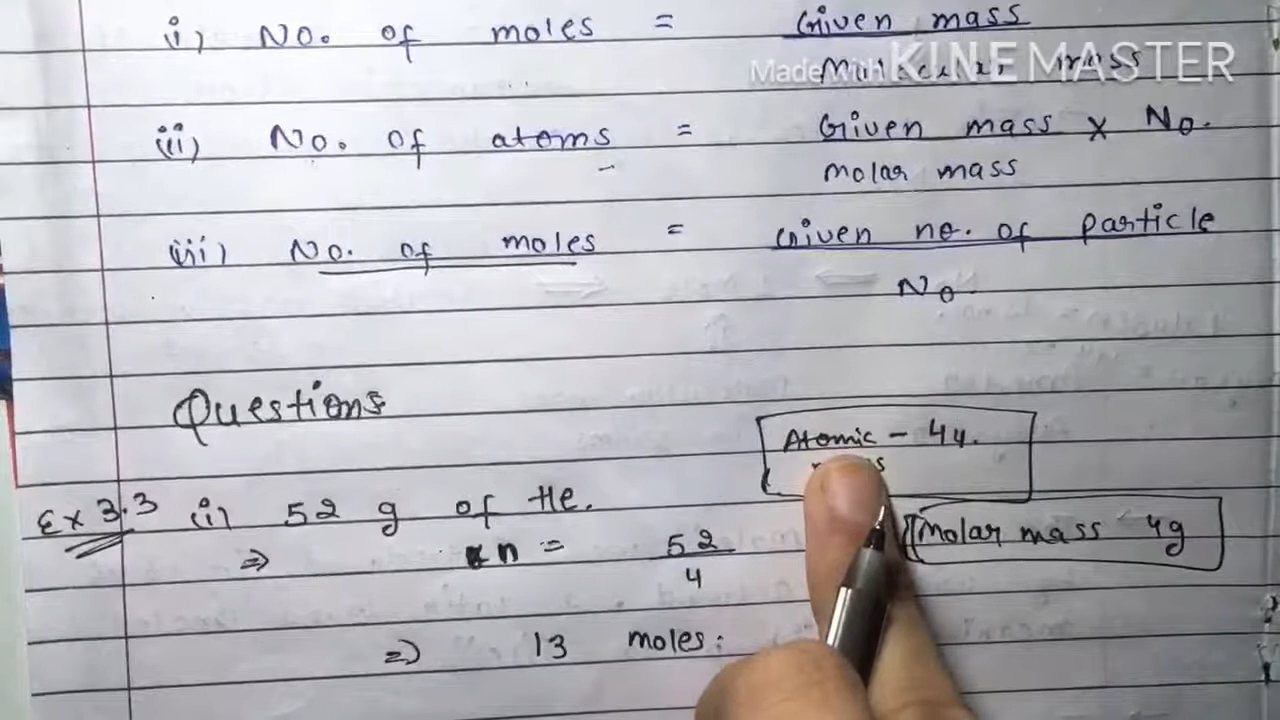 (i) No. of moles = Given mass
Molecular mass
Made with KINEMASTER
(ii) No. of atoms = Given mass x No.
molar mass
(iii) No. of moles = Given no. of particle
No
Questions
Atomic - 4u.
Ex 3.3 (i) 52 g of He.
Molar mass 4g
=> n = 52
4
=> 13 moles.